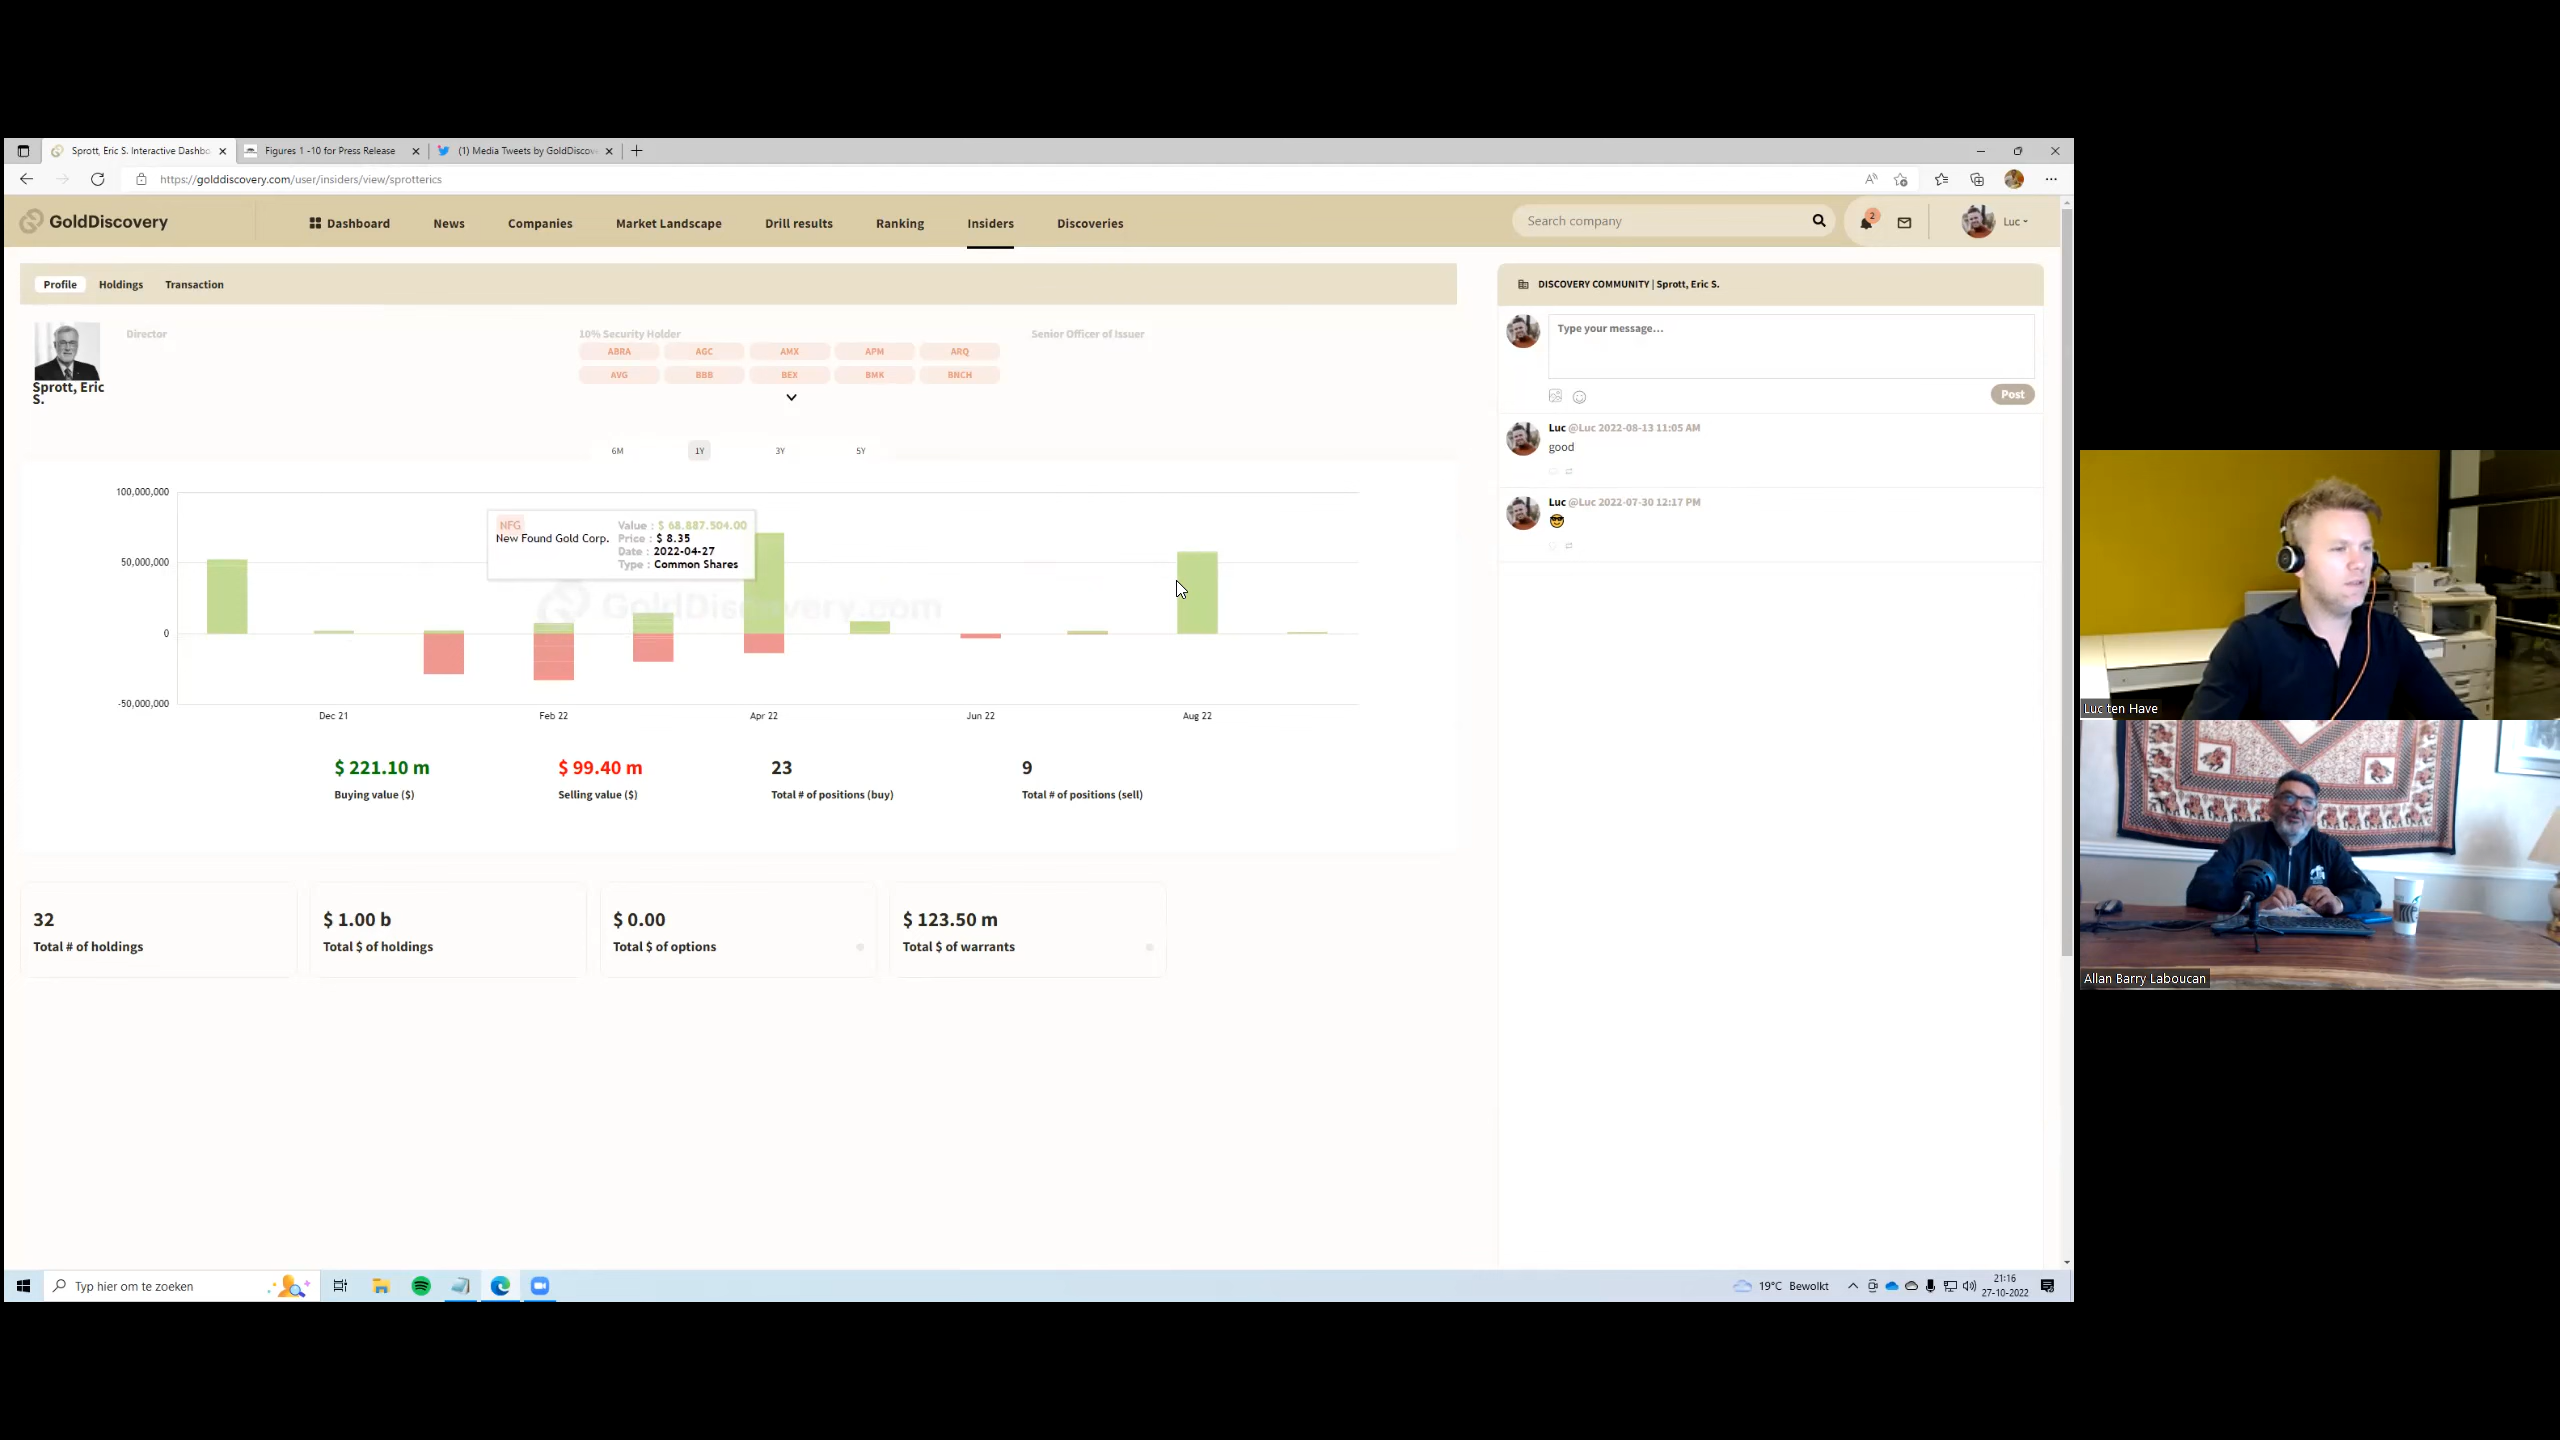 Sprott, Eric S. Interactive Dashbo
Figures 1 -10 for Press Release
(1) Media Tweets by GoldDiscov
https://golddiscovery.com/user/insiders/view/sprotterics
GoldDiscovery
Dashboard
News
Companies
Market Landscape
Drill results
Ranking
Insiders
Discoveries
Search company
2
Luc
Profile
Holdings
Transaction
DISCOVERY COMMUNITY | Sprott, Eric S.
Sprott, Eric
S.
Director
10% Security Holder
Senior Officer of Issuer
ABRA
AGC
AMX
APM
ARQ
AVG
BBB
BEX
BMK
BNCH
Type your message...
Post
Luc @Luc 2022-08-13 11:05 AM
good
Luc @Luc 2022-07-30 12:17 PM
6M
1Y
3Y
5Y
100,000,000
50,000,000
0
-50,000,000
NFG
New Found Gold Corp.
Value : $ 68.887.504.00
Price : $ 8.35
Date : 2022-04-27
Type : Common Shares
GoldDiscovery.com
Dec 21
Feb 22
Apr 22
Jun 22
Aug 22
$ 221.10 m
Buying value ($)
$ 99.40 m
Selling value ($)
23
Total # of positions (buy)
9
Total # of positions (sell)
32
Total # of holdings
$ 1.00 b
Total $ of holdings
$ 0.00
Total $ of options
$ 123.50 m
Total $ of warrants
Luc ten Have
Allan Barry Laboucan
Typ hier om te zoeken
19°C Bewolkt
21:16
27-10-2022